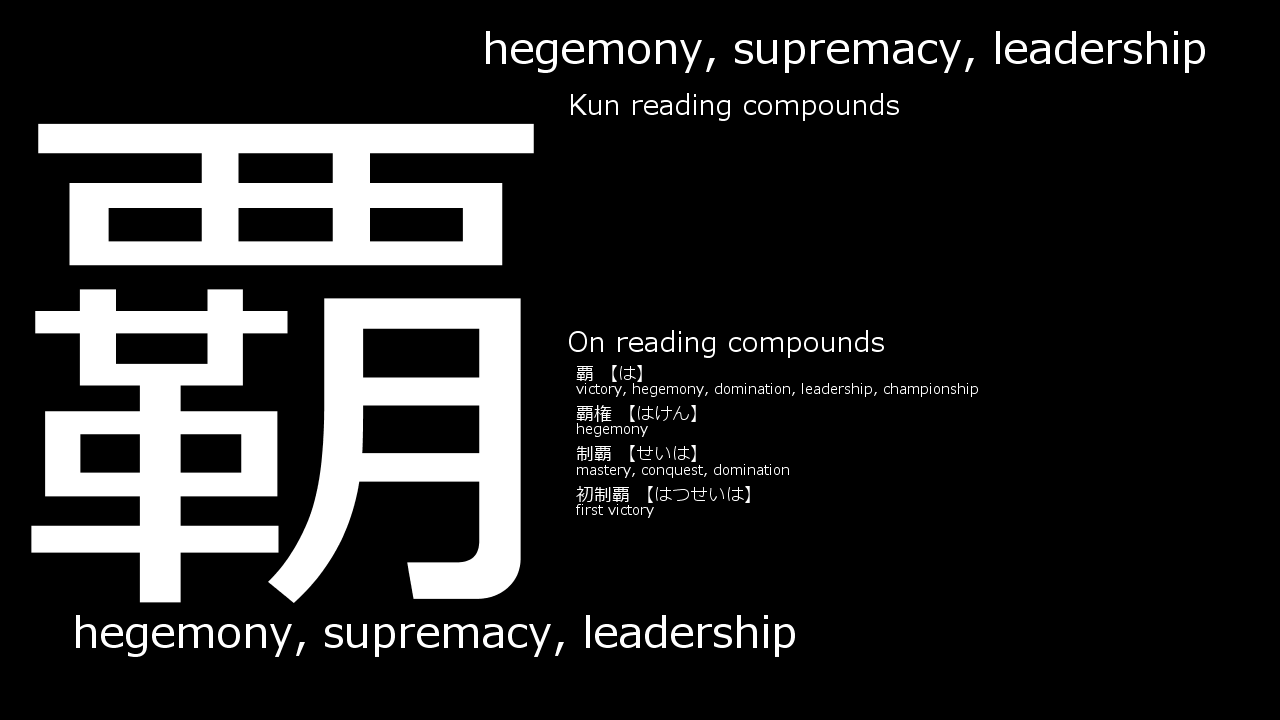 hegemony, supremacy, leadership
Kun reading compounds
覇
On reading compounds
覇 【は】
victory, hegemony, domination, leadership, championship
覇権 【はけん】
hegemony
制覇 【せいは】
mastery, conquest, domination
初制覇 【はつせいは】
first victory
hegemony, supremacy, leadership